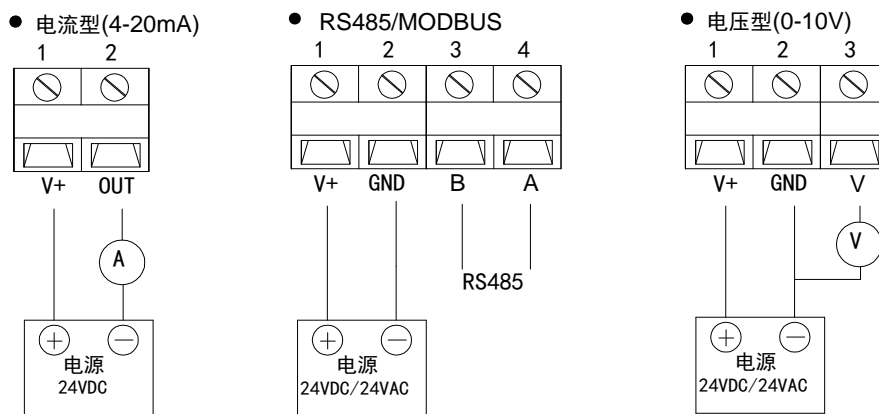 ● 电流型(4-20mA)
1 2
V+ OUT
A
电源
24VDC
● RS485/MODBUS
1 2 3 4
V+ GND B A
RS485
电源
24VDC/24VAC
● 电压型(0-10V)
1 2 3
V+ GND V
V
电源
24VDC/24VAC